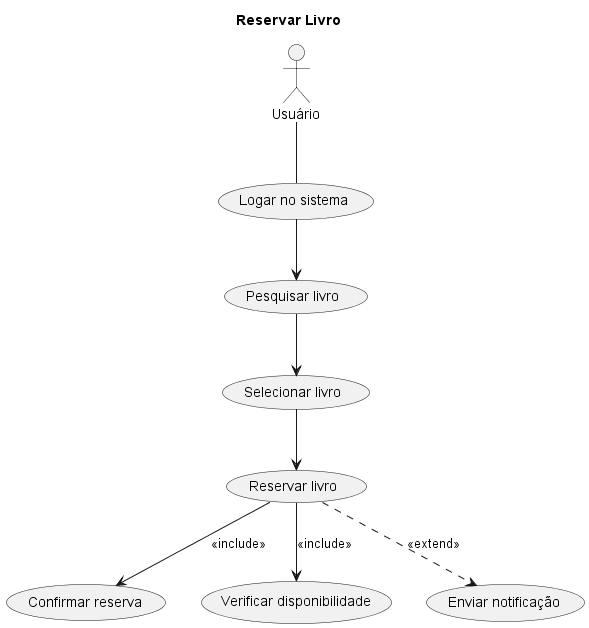 Reservar Livro
Usuário
Logar no sistema
Pesquisar livro
Selecionar livro
Reservar livro
«include»
«include»
«extend»
Confirmar reserva
Verificar disponibilidade
Enviar notificação